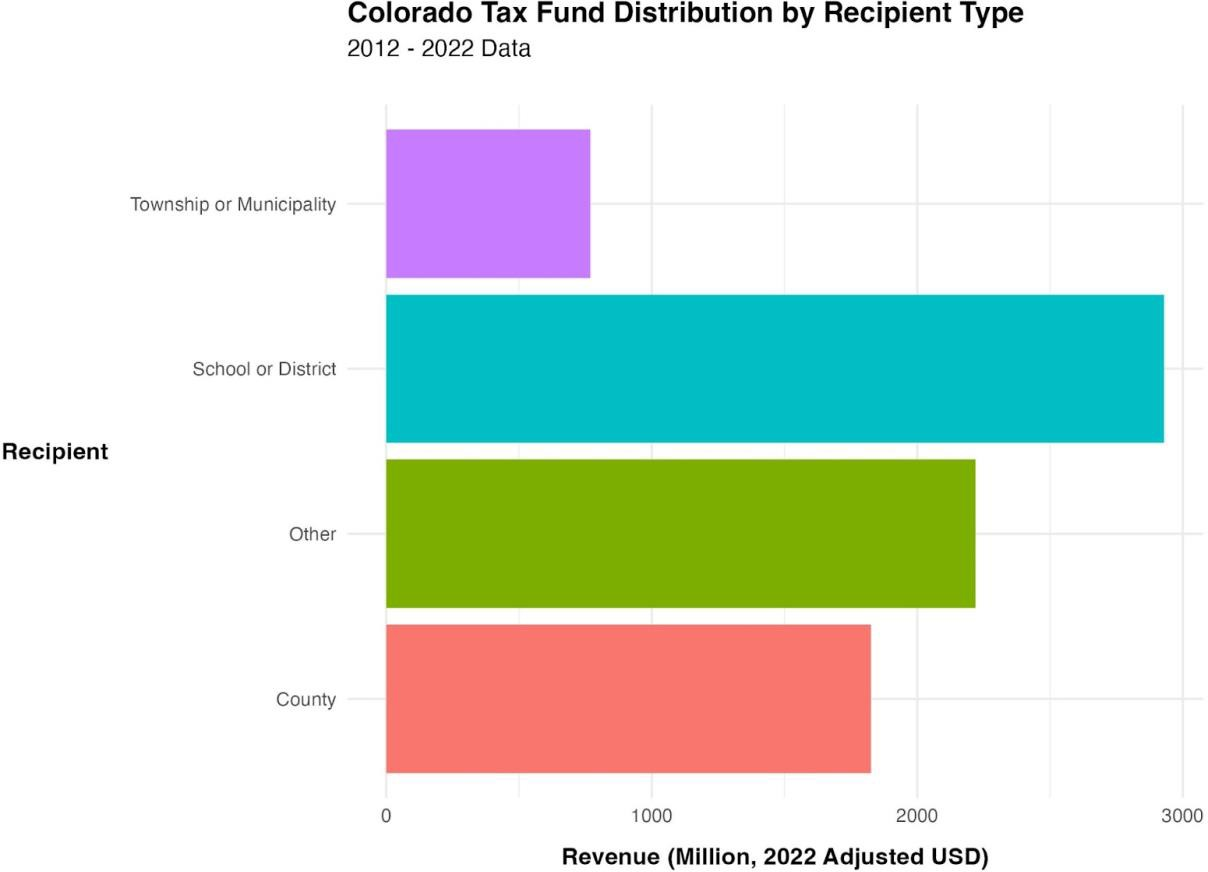 Colorado Tax Fund Distribution by Recipient Type
2012 - 2022 Data
Township or Municipality
School or District
Recipient
Other
County
0 1000 2000 3000
Revenue (Million, 2022 Adjusted USD)